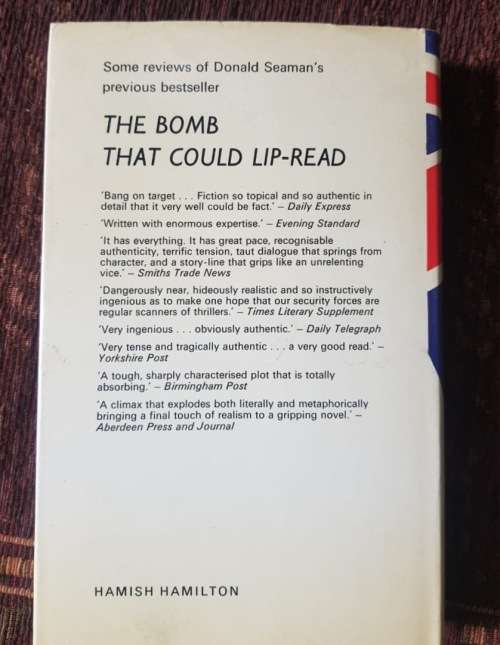 Some reviews of Donald Seaman's
previous bestseller
THE BOMB
THAT COULD LIP-READ
'Bang on target . . . Fiction so topical and so authentic in
detail that it very well could be fact.' – Daily Express
'Written with enormous expertise.' – Evening Standard
'It has everything. It has great pace, recognisable
authenticity, terrific tension, taut dialogue that springs from
character, and a story-line that grips like an unrelenting
vice.' – Smiths Trade News
'Dangerously near, hideously realistic and so instructively
ingenious as to make one hope that our security forces are
regular scanners of thrillers.' – Times Literary Supplement
'Very ingenious . . . obviously authentic.' – Daily Telegraph
'Very tense and tragically authentic . . . a very good read.' –
Yorkshire Post
'A tough, sharply characterised plot that is totally
absorbing.' – Birmingham Post
'A climax that explodes both literally and metaphorically
bringing a final touch of realism to a gripping novel.' –
Aberdeen Press and Journal
HAMISH HAMILTON